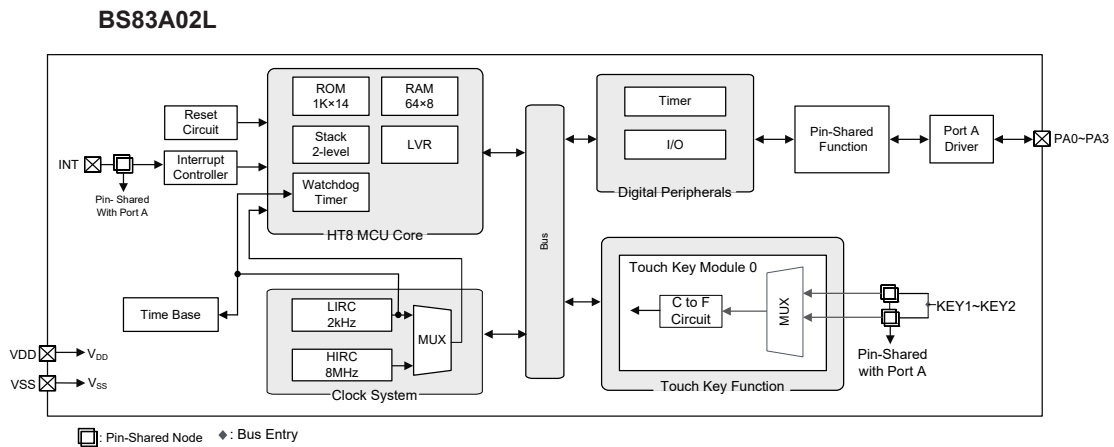 BS83A02L
ROM
1K×14
RAM
64×8
Stack
2-level
LVR
Watchdog
Timer
HT8 MCU Core
Reset
Circuit
INT
Interrupt
Controller
Pin- Shared
With Port A
Time Base
LIRC
2kHz
HIRC
8MHz
MUX
Clock System
VDD
VDD
VSS
VSS
Bus
Timer
I/O
Digital Peripherals
Pin-Shared
Function
Port A
Driver
PA0~PA3
Touch Key Module 0
C to F
Circuit
MUX
KEY1~KEY2
Pin-Shared
with Port A
Touch Key Function
: Pin-Shared Node
: Bus Entry